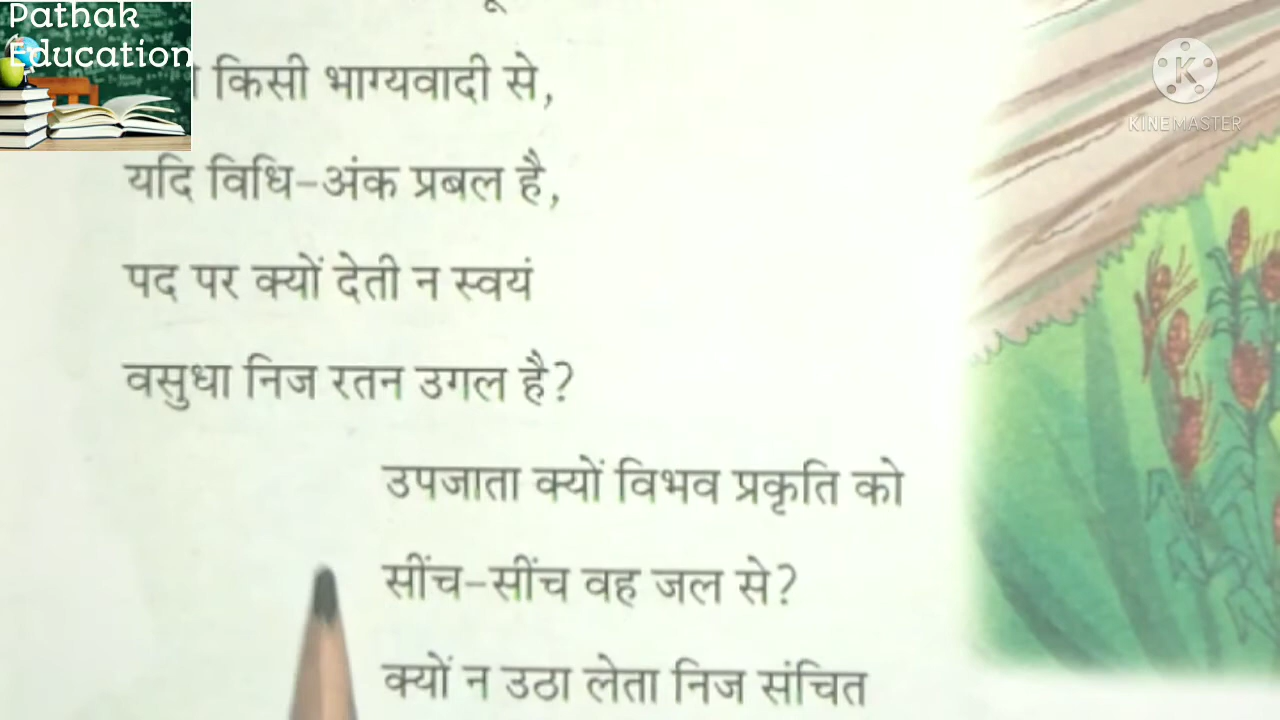 Pathak
Education
KINEMASTER
किसी भाग्यवादी से,
यदि विधि-अंक प्रबल है,
पद पर क्यों देती न स्वयं
वसुधा निज रतन उगल है?
उपजाता क्यों विभव प्रकृति को
सींच-सींच वह जल से?
क्यों न उठा लेता निज संचित